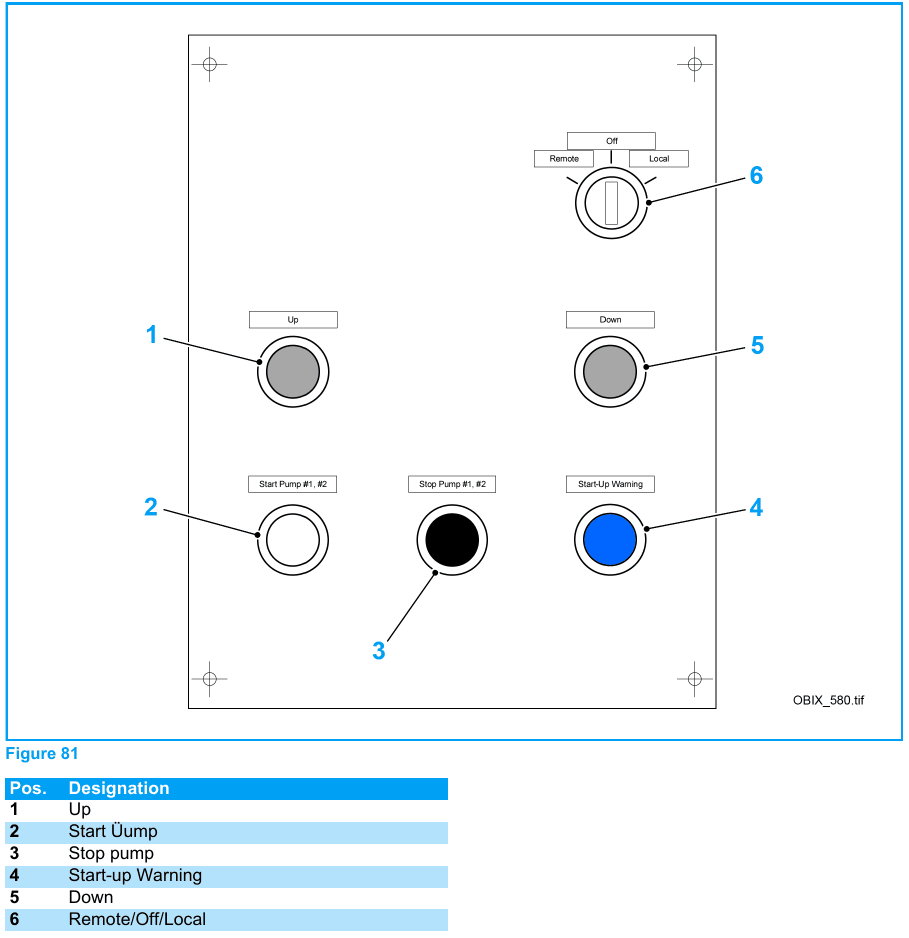 Off
Remote
Local
6
Up
Down
1
5
Start Pump #1, #2
Stop Pump #1, #2
Start-Up Warning
2
4
3
OBIX_580.tif
Figure 81
Pos. Designation
1 Up
2 Start Üump
3 Stop pump
4 Start-up Warning
5 Down
6 Remote/Off/Local